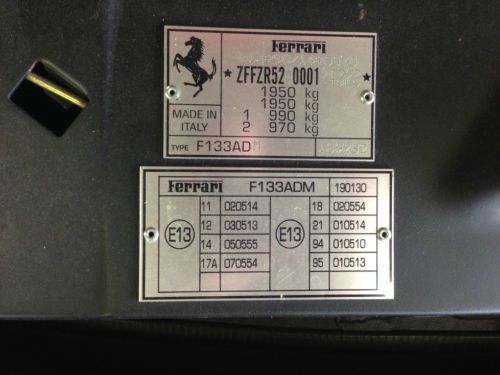 Ferrari
★ ZFFZR52 0001
1950 kg
1950 kg
1 990 kg
2 970 kg
MADE IN
ITALY
TYPE F133ADM
Ferrari F133ADM 190130
E13
11 020514
12 030513
14 050555
17A 070554
E13
18 020554
21 010514
94 010510
95 010513